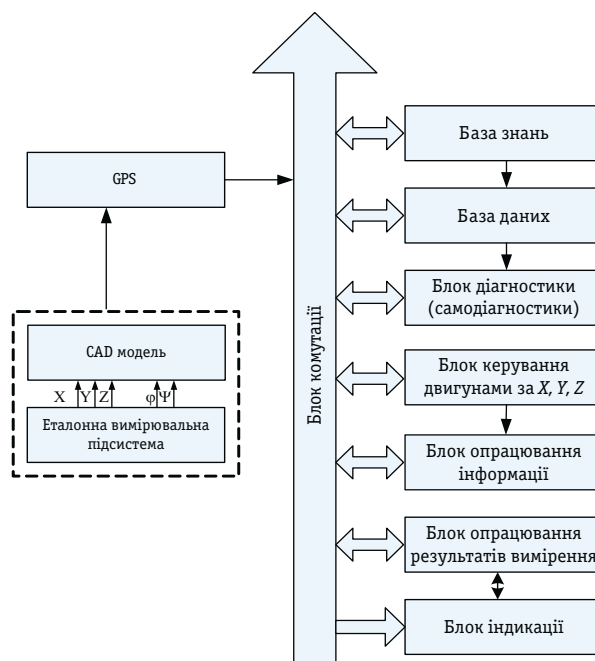 База знань
GPS
База даних
Блок діагностики
(самодіагностики)
CAD модель
X Y Z φ Ψ
Еталонна вимірювальна
підсистема
Блок комутації
Блок керування
двигунами за X, Y, Z
Блок опрацювання
інформації
Блок опрацювання
результатів вимірення
Блок індикації